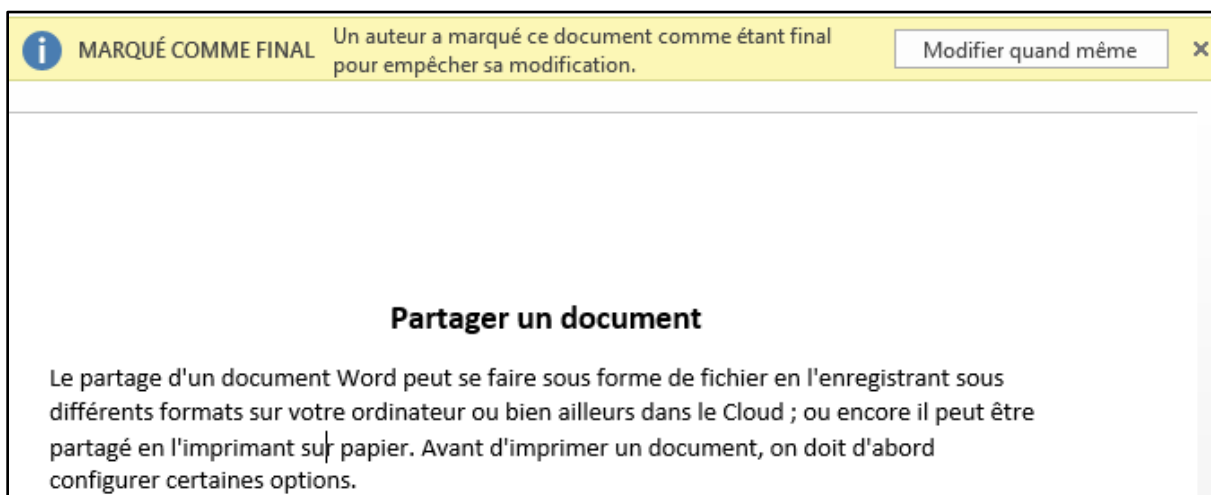 MARQUÉ COMME FINAL Un auteur a marqué ce document comme étant final
pour empêcher sa modification.
Modifier quand même
Partager un document
Le partage d'un document Word peut se faire sous forme de fichier en l'enregistrant sous
différents formats sur votre ordinateur ou bien ailleurs dans le Cloud ; ou encore il peut être
partagé en l'imprimant sur papier. Avant d'imprimer un document, on doit d'abord
configurer certaines options.